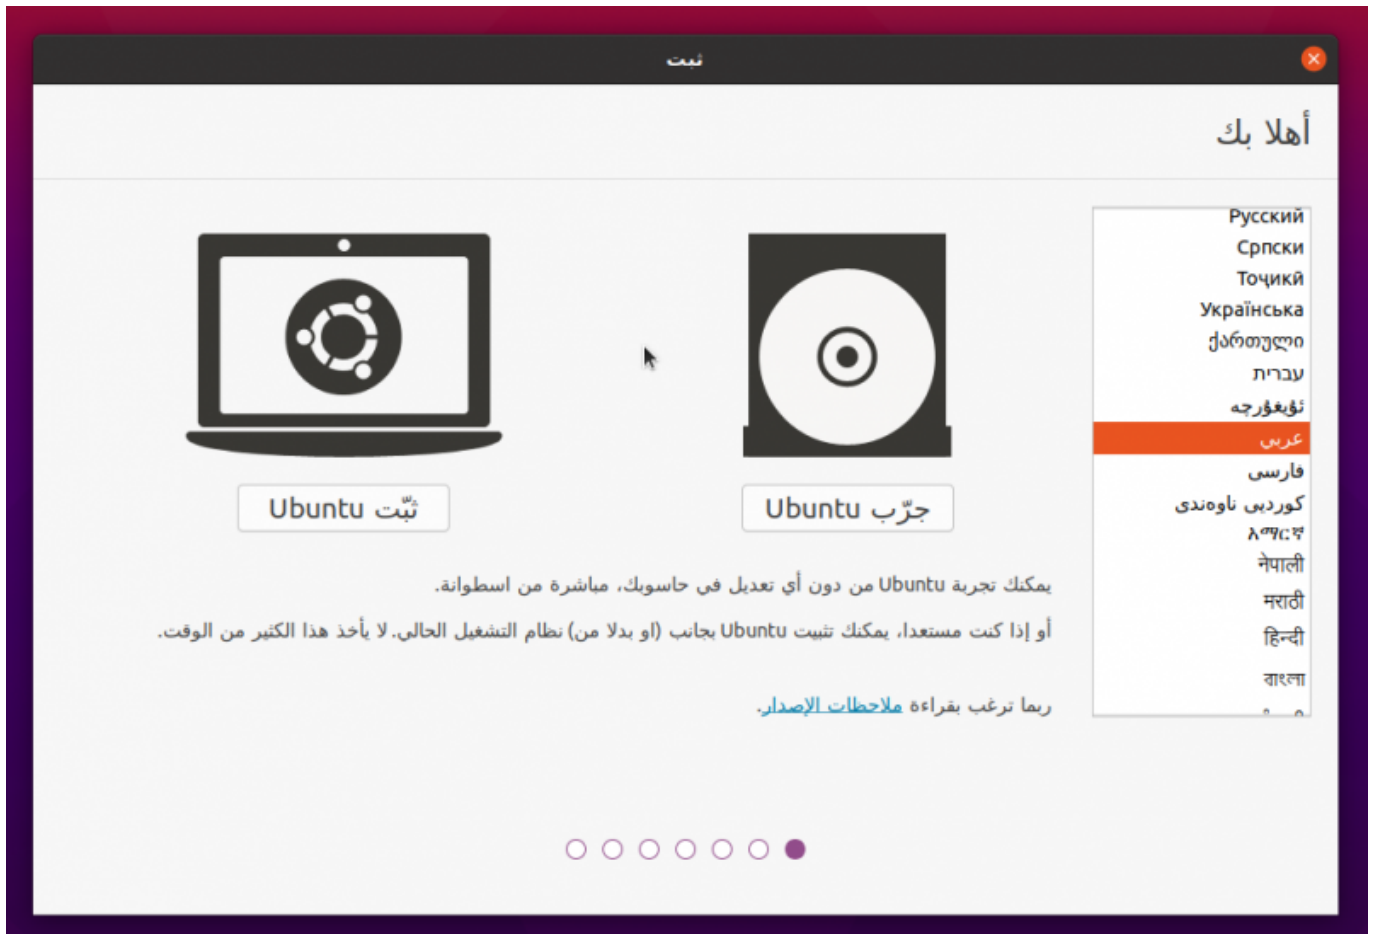 ثبت
أهلا بك
Русский
Српски
Тоҷикӣ
Українська
ქართული
עברית
ئۇيغۇرچە
عربي
فارسی
کوردیی ناوەندی
አማርኛ
नेपाली
मराठी
हिन्दी
বাংলা
جرّب Ubuntu
ثبّت Ubuntu
يمكنك تجربة Ubuntu من دون أي تعديل في حاسوبك، مباشرة من اسطوانة.
أو إذا كنت مستعدا، يمكنك تثبيت Ubuntu بجانب (او بدلا من) نظام التشغيل الحالي. لا يأخذ هذا الكثير من الوقت.
ربما ترغب بقراءة ملاحظات الإصدار.